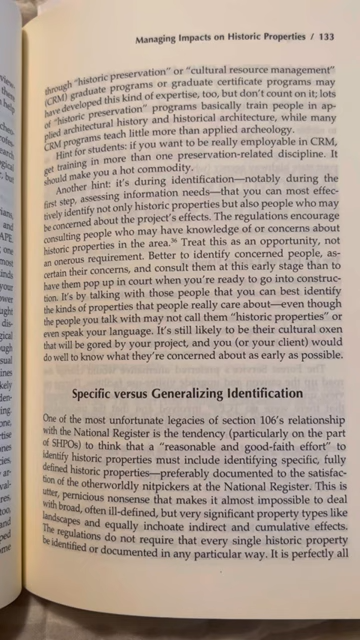 Managing Impacts on Historic Properties / 133
through "historic preservation" or "cultural resource management"
(CRM) graduate programs or graduate certificate programs may
have developed this kind of expertise, too, but don't count on it; lots
of "historic preservation" programs basically train people in ap-
plied architectural history and historical architecture, while many
CRM programs teach little more than applied archeology.
Hint for students: if you want to be really employable in CRM,
get training in more than one preservation-related discipline. It
should make you a hot commodity.
Another hint: it's during identification—notably during the
first step, assessing information needs—that you can most effec-
tively identify not only historic properties but also people who may
be concerned about the project's effects. The regulations encourage
consulting people who may have knowledge of or concerns about
historic properties in the area.³⁶ Treat this as an opportunity, not
an onerous requirement. Better to identify concerned people, as-
certain their concerns, and consult them at this early stage than to
have them pop up in court when you're ready to go into construc-
tion. It's by talking with those people that you can best identify
the kinds of properties that people really care about—even though
the people you talk with may not call them "historic properties" or
even speak your language. It's still likely to be their cultural oxen
that will be gored by your project, and you (or your client) would
do well to know what they're concerned about as early as possible.
Specific versus Generalizing Identification
One of the most unfortunate legacies of section 106's relationship
with the National Register is the tendency (particularly on the part
of SHPOs) to think that a "reasonable and good-faith effort" to
identify historic properties must include identifying specific, fully
defined historic properties—preferably documented to the satisfac-
tion of the otherworldly nitpickers at the National Register. This is
utter, pernicious nonsense that makes it almost impossible to deal
with broad, often ill-defined, but very significant property types like
landscapes and equally inchoate indirect and cumulative effects.
The regulations do not require that every single historic property
be identified or documented in any particular way. It is perfectly all